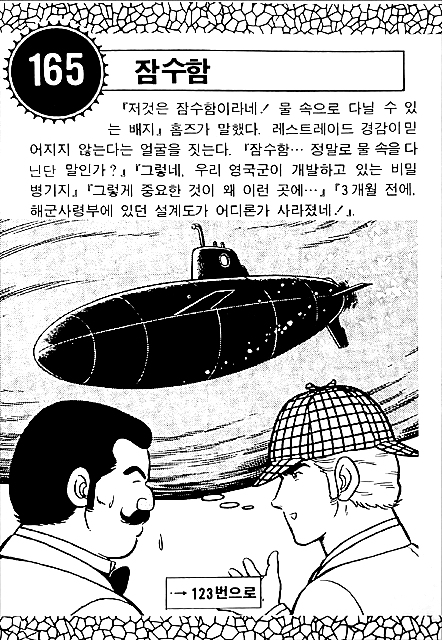 165
잠수함
『저것은 잠수함이라네! 물 속으로 다닐 수 있
는 배지』 홈즈가 말했다. 레스트레이드 경감이 믿
어지지 않는다는 얼굴을 짓는다. 『잠수함… 정말로 물 속을 다
닌단 말인가?』『그렇네, 우리 영국군이 개발하고 있는 비밀
병기지』『그렇게 중요한 것이 왜 이런 곳에…』『3개월 전에,
해군사령부에 있던 설계도가 어디론가 사라졌네!』.
→ 123번으로